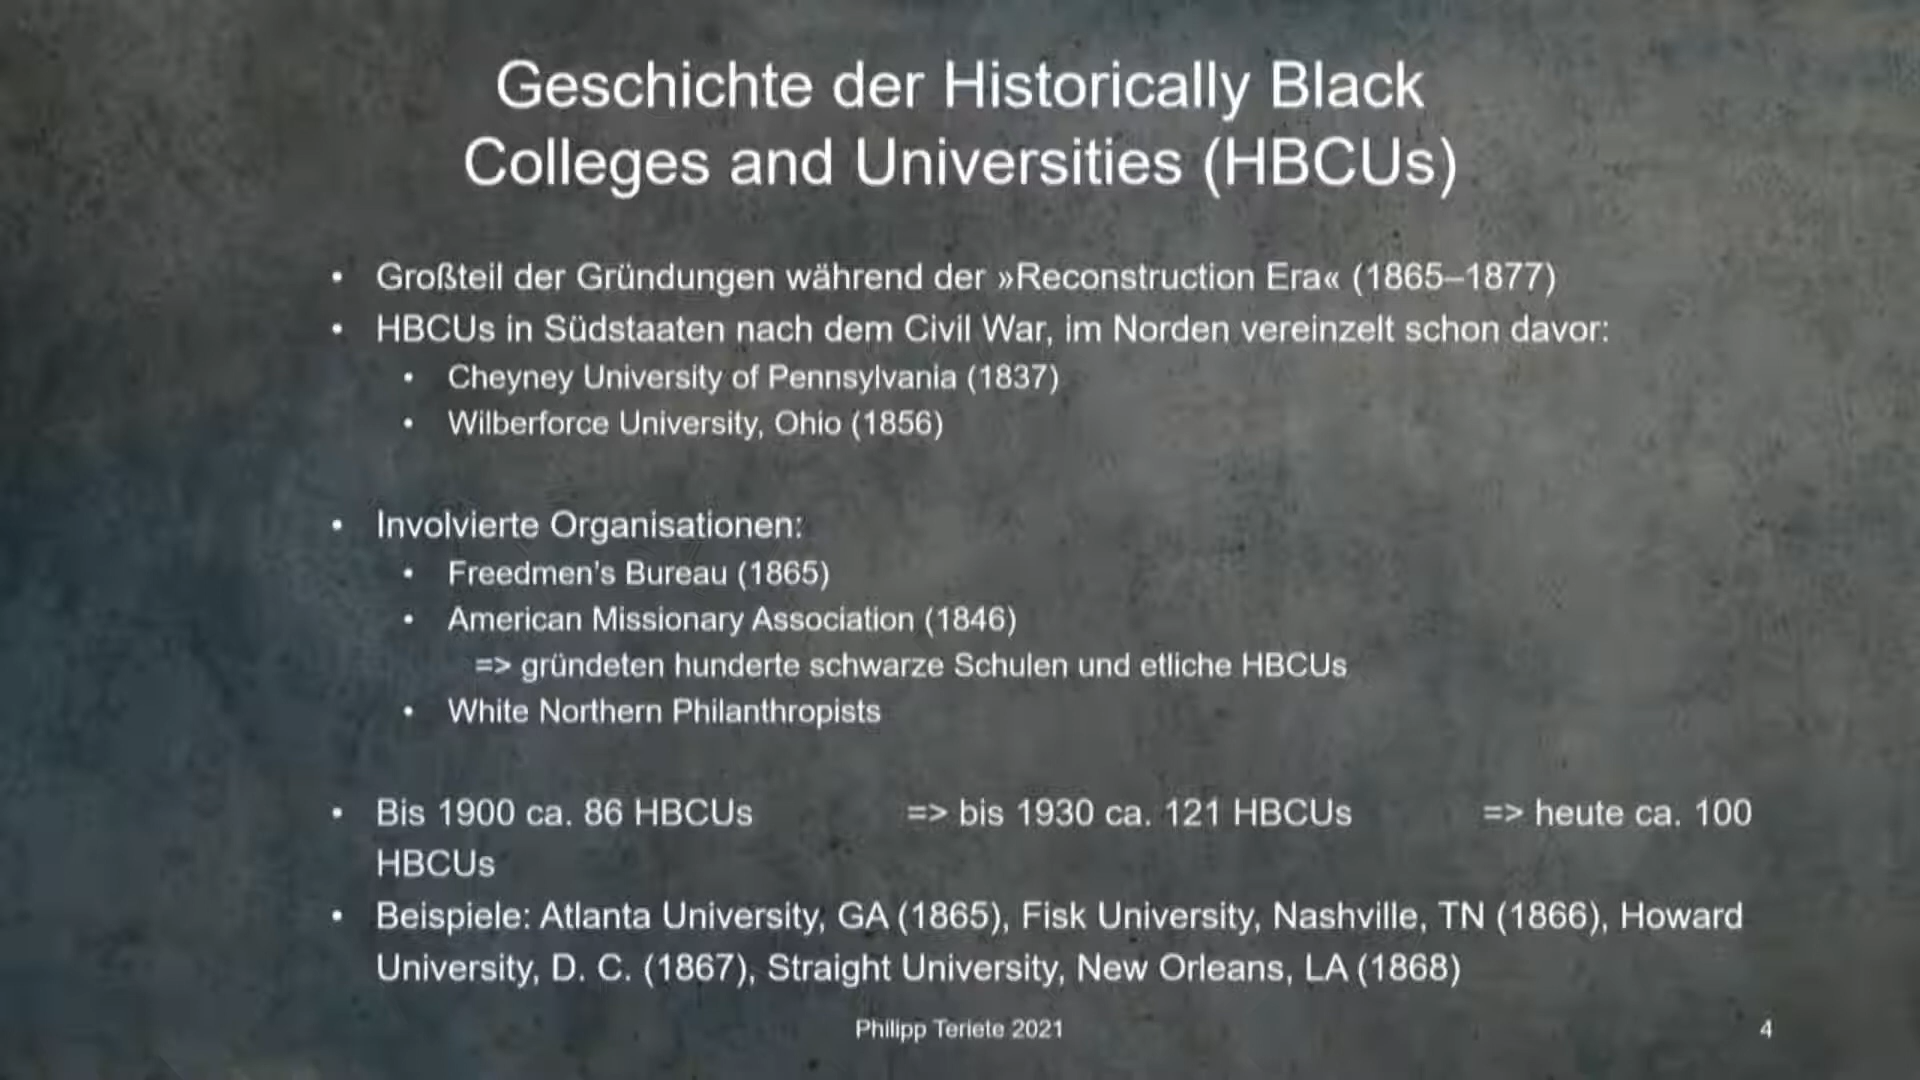 Geschichte der Historically Black
Colleges and Universities (HBCUs)
• Großteil der Gründungen während der »Reconstruction Era« (1865–1877)
• HBCUs in Südstaaten nach dem Civil War, im Norden vereinzelt schon davor:
• Cheyney University of Pennsylvania (1837)
• Wilberforce University, Ohio (1856)
• Involvierte Organisationen:
• Freedmen's Bureau (1865)
• American Missionary Association (1846)
=> gründeten hunderte schwarze Schulen und etliche HBCUs
• White Northern Philanthropists
• Bis 1900 ca. 86 HBCUs => bis 1930 ca. 121 HBCUs => heute ca. 100
HBCUs
• Beispiele: Atlanta University, GA (1865), Fisk University, Nashville, TN (1866), Howard
University, D. C. (1867), Straight University, New Orleans, LA (1868)
Philipp Teriete 2021 4